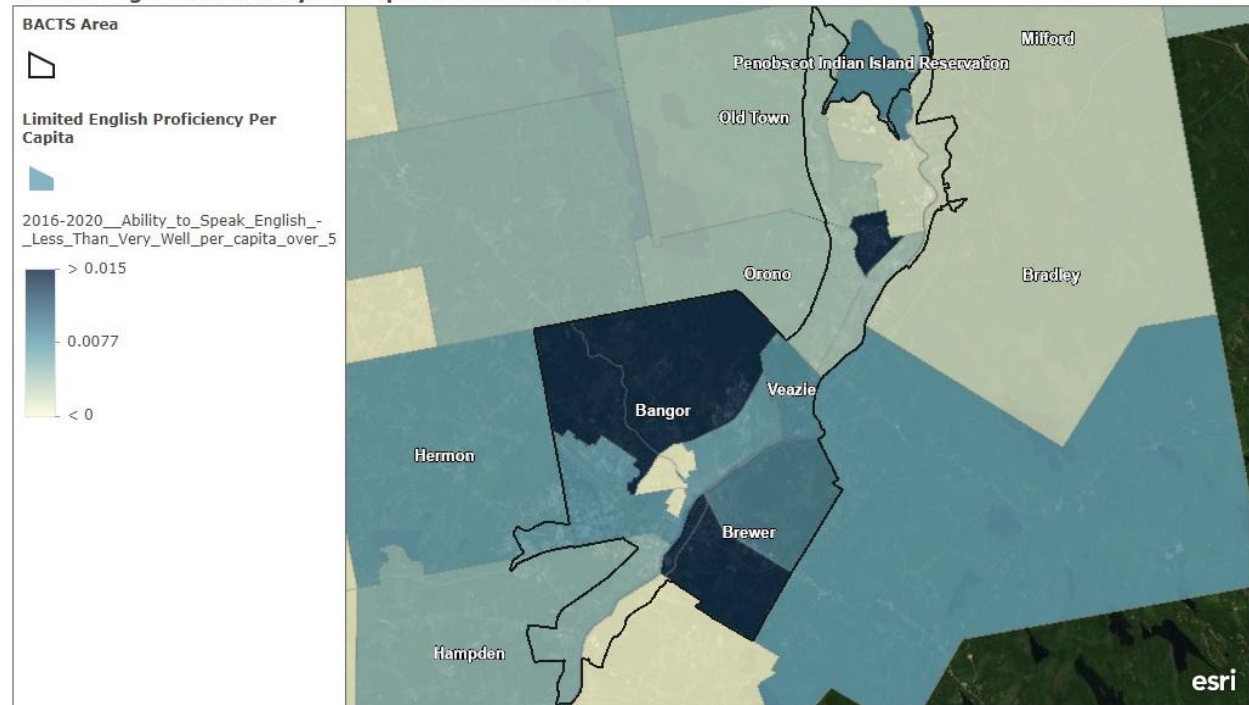 BACTS Area
Limited English Proficiency Per
Capita
2016-2020__Ability_to_Speak_English_-
_Less_Than_Very_Well_per_capita_over_5
> 0.015
0.0077
< 0
Milford
Penobscot Indian Island Reservation
Old Town
Orono
Bradley
Veazie
Bangor
Hermon
Brewer
Hampden
esri